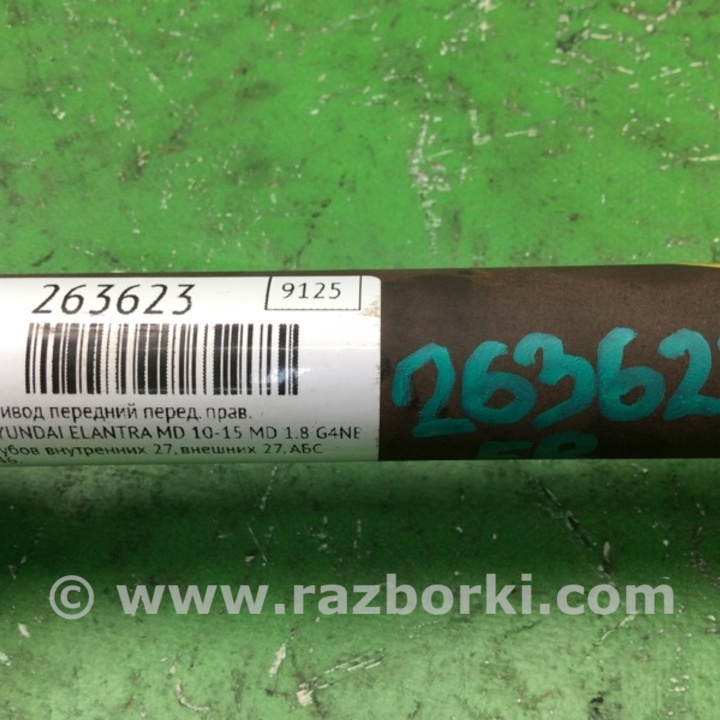 263623
9125
ивод передний перед. прав.
YUNDAI ELANTRA MD 10-15 MD 1.8 G4NB
убов внутренних 27, внешних 27. АБС
26362
© www.razborki.com